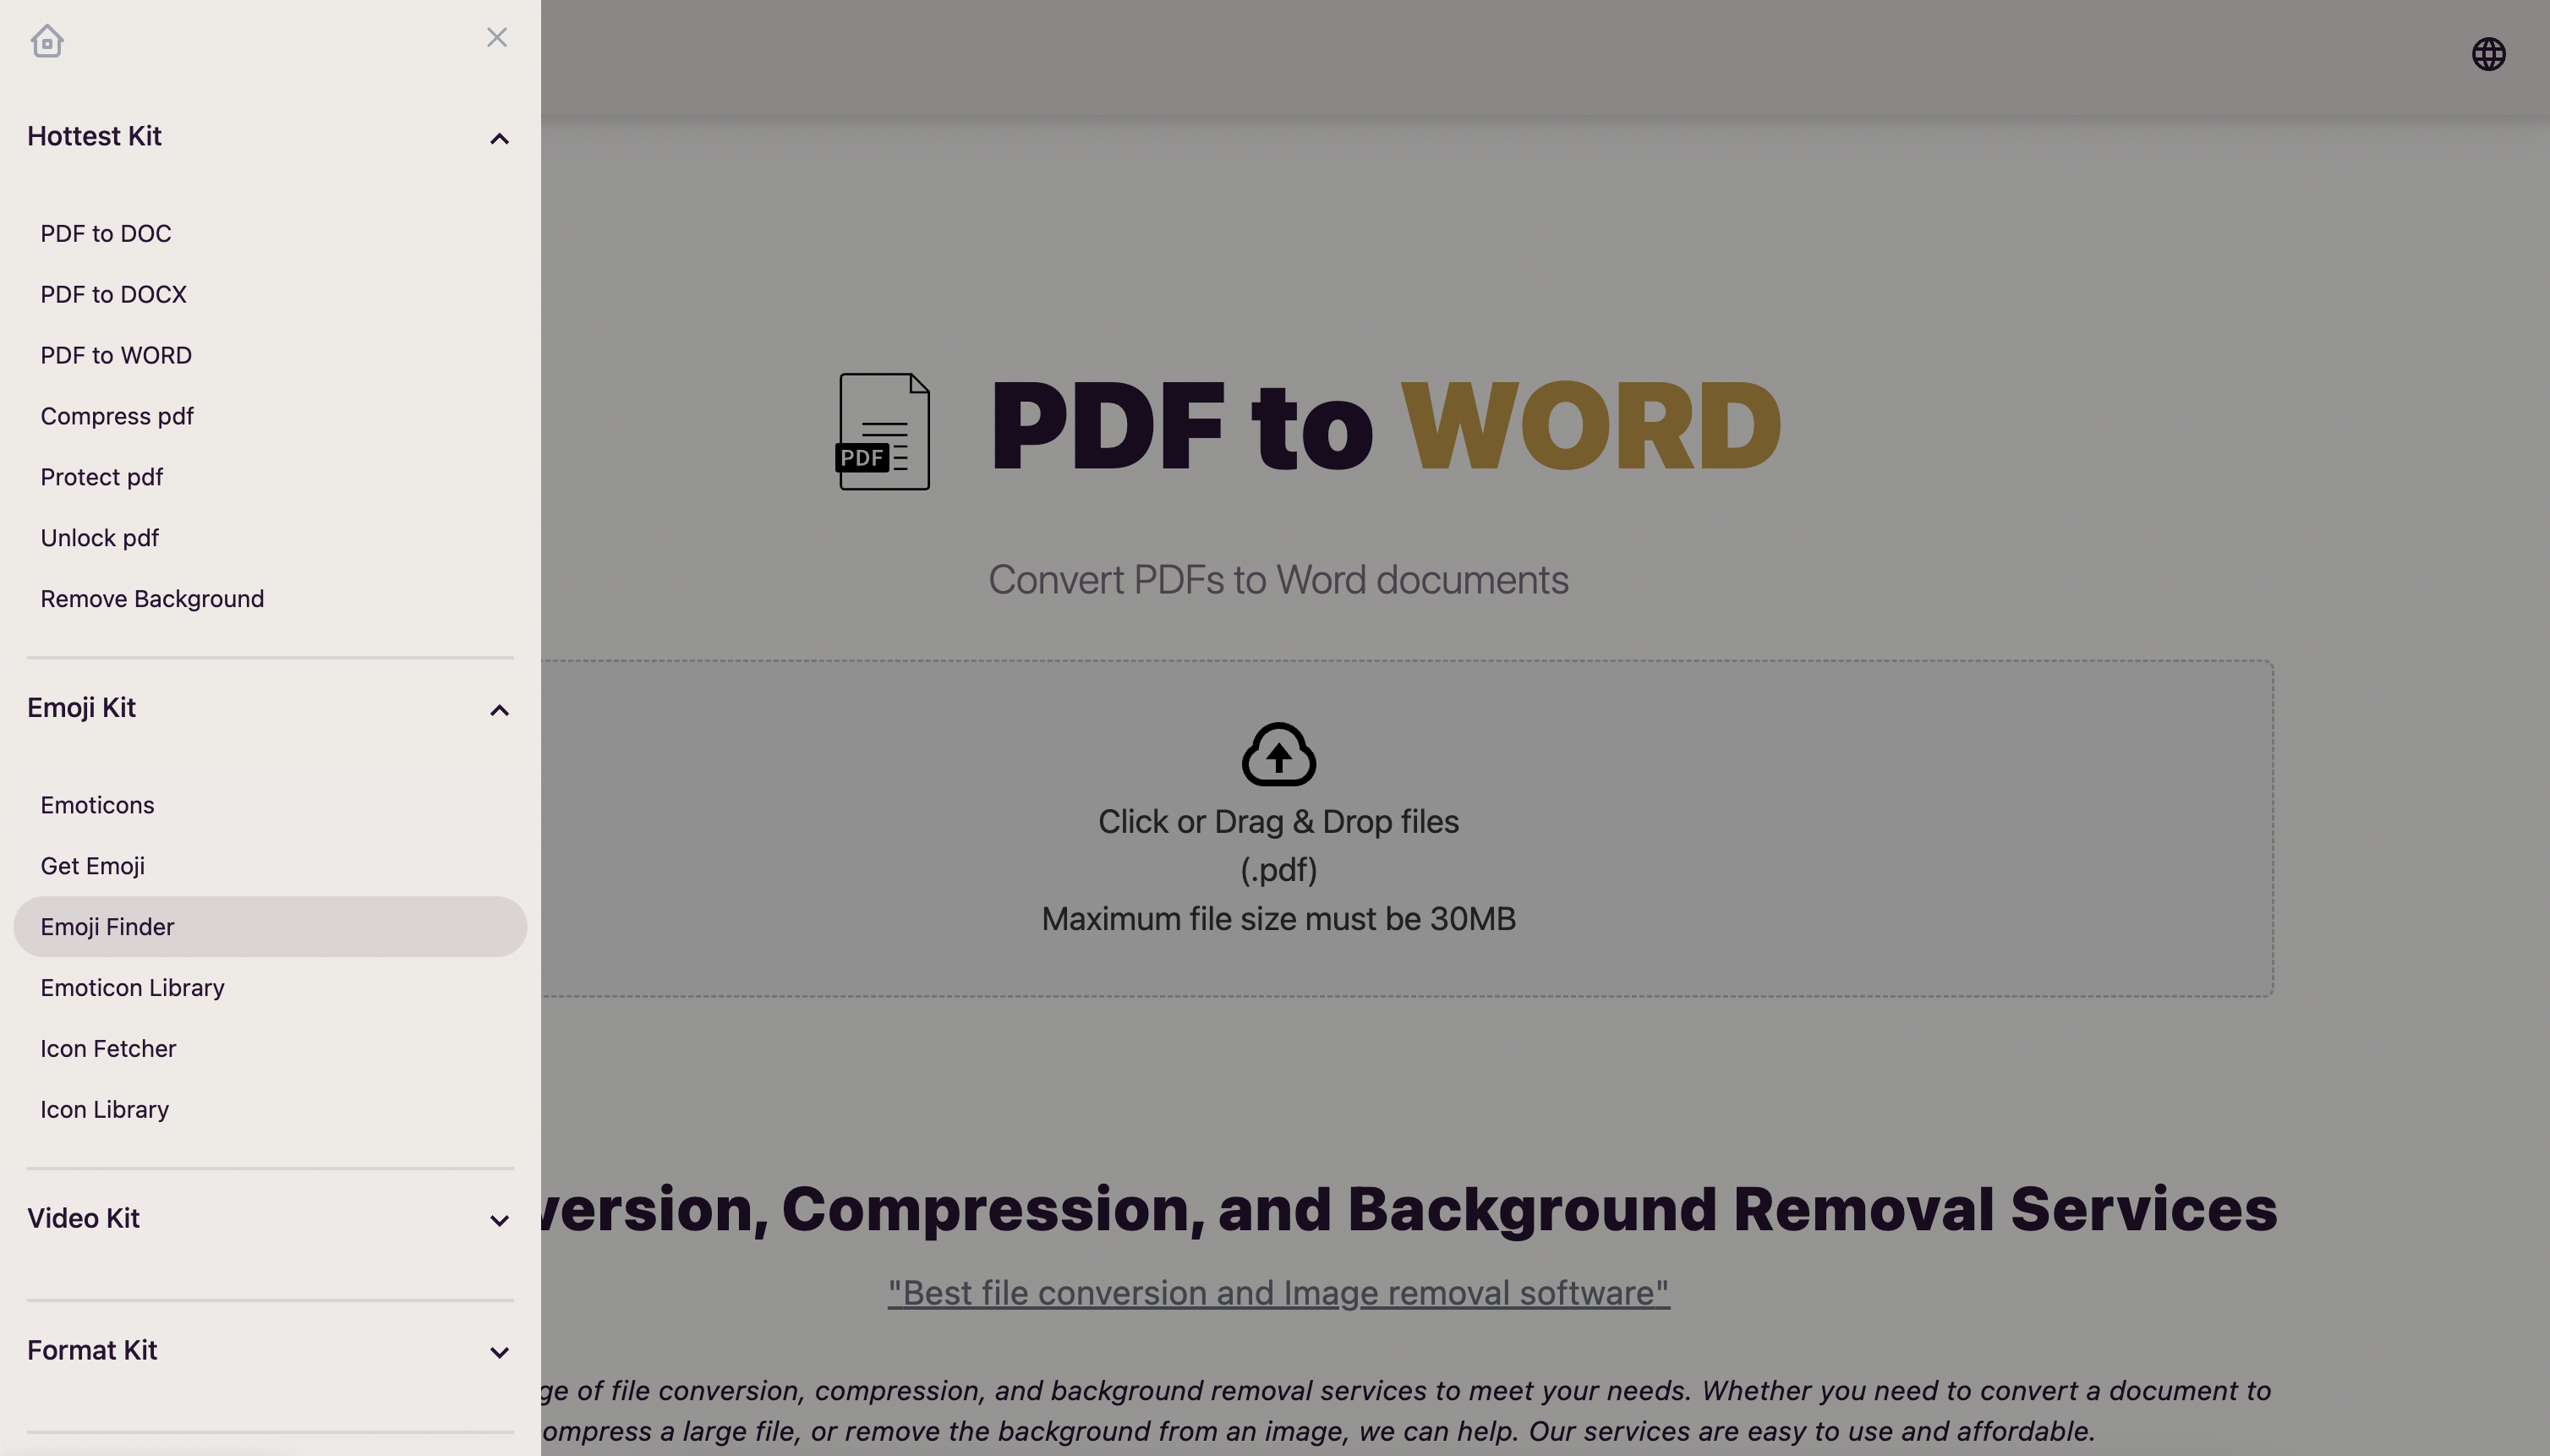 Hottest Kit
PDF to DOC
PDF to DOCX
PDF to WORD
Compress pdf
Protect pdf
Unlock pdf
Remove Background
Emoji Kit
Emoticons
Get Emoji
Emoji Finder
Emoticon Library
Icon Fetcher
Icon Library
Video Kit
Format Kit
PDF
PDF to WORD
Convert PDFs to Word documents
Click or Drag & Drop files
(.pdf)
Maximum file size must be 30MB
version, Compression, and Background Removal Services
"Best file conversion and Image removal software"
ge of file conversion, compression, and background removal services to meet your needs. Whether you need to convert a document to
ompress a large file, or remove the background from an image, we can help. Our services are easy to use and affordable.